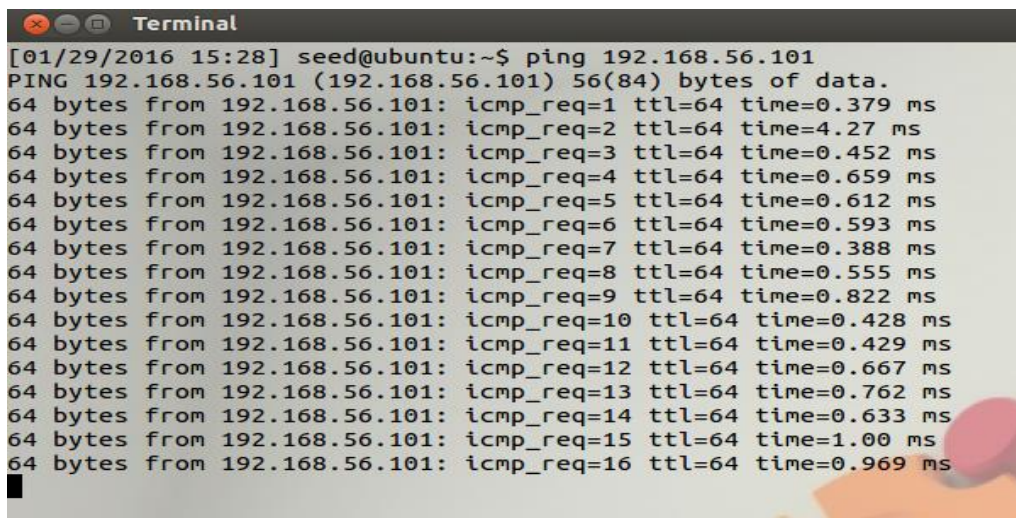 Terminal
[01/29/2016 15:28] seed@ubuntu:~$ ping 192.168.56.101
PING 192.168.56.101 (192.168.56.101) 56(84) bytes of data.
64 bytes from 192.168.56.101: icmp_req=1 ttl=64 time=0.379 ms
64 bytes from 192.168.56.101: icmp_req=2 ttl=64 time=4.27 ms
64 bytes from 192.168.56.101: icmp_req=3 ttl=64 time=0.452 ms
64 bytes from 192.168.56.101: icmp_req=4 ttl=64 time=0.659 ms
64 bytes from 192.168.56.101: icmp_req=5 ttl=64 time=0.612 ms
64 bytes from 192.168.56.101: icmp_req=6 ttl=64 time=0.593 ms
64 bytes from 192.168.56.101: icmp_req=7 ttl=64 time=0.388 ms
64 bytes from 192.168.56.101: icmp_req=8 ttl=64 time=0.555 ms
64 bytes from 192.168.56.101: icmp_req=9 ttl=64 time=0.822 ms
64 bytes from 192.168.56.101: icmp_req=10 ttl=64 time=0.428 ms
64 bytes from 192.168.56.101: icmp_req=11 ttl=64 time=0.429 ms
64 bytes from 192.168.56.101: icmp_req=12 ttl=64 time=0.667 ms
64 bytes from 192.168.56.101: icmp_req=13 ttl=64 time=0.762 ms
64 bytes from 192.168.56.101: icmp_req=14 ttl=64 time=0.633 ms
64 bytes from 192.168.56.101: icmp_req=15 ttl=64 time=1.00 ms
64 bytes from 192.168.56.101: icmp_req=16 ttl=64 time=0.969 ms